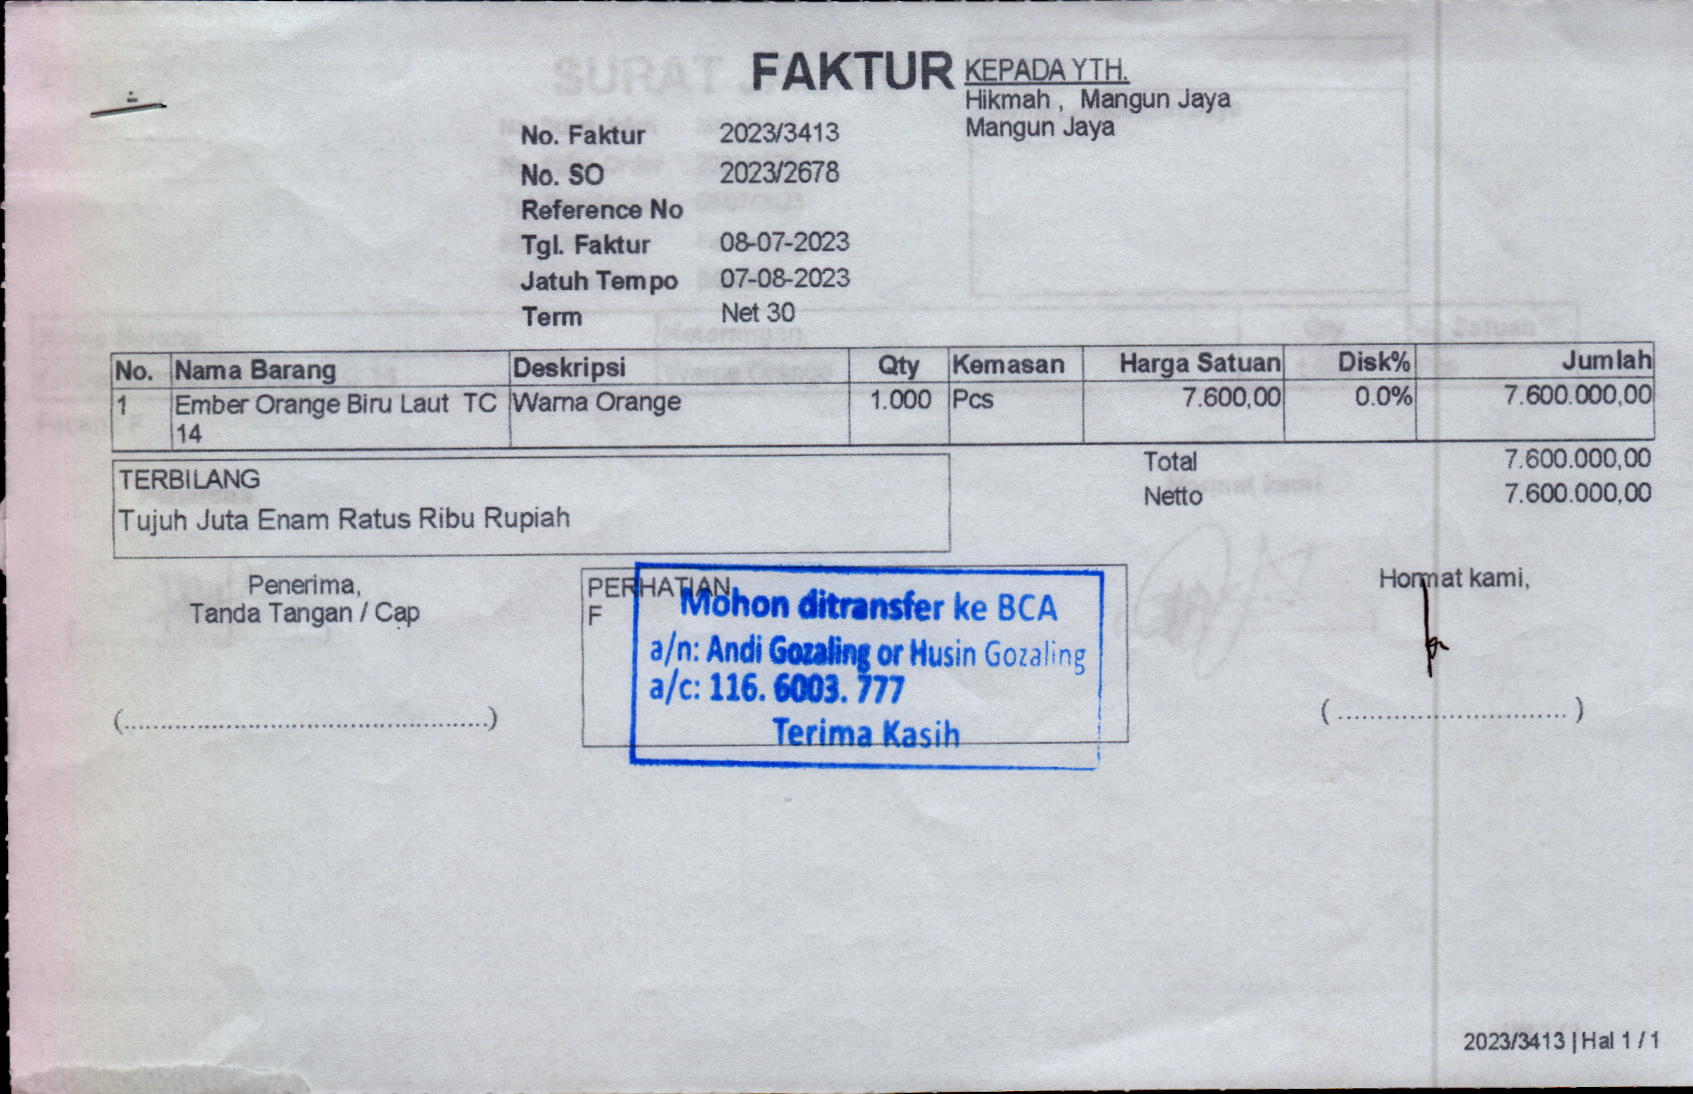 FAKTUR
KEPADA YTH.
Hikmah , Mangun Jaya
Mangun Jaya
No. Faktur 2023/3413
No. SO 2023/2678
Reference No
Tgl. Faktur 08-07-2023
Jatuh Tempo 07-08-2023
Term Net 30
No. Nama Barang Deskripsi Qty Kemasan Harga Satuan Disk% Jumlah
1 Ember Orange Biru Laut TC Warna Orange 1.000 Pcs 7.600,00 0.0% 7.600.000,00
14
Total 7.600.000,00
Netto 7.600.000,00
TERBILANG
Tujuh Juta Enam Ratus Ribu Rupiah
Penerima,
Tanda Tangan / Cap
(...............................................)
PERHATIAN
F
Mohon ditransfer ke BCA
a/n: Andi Gozaling or Husin Gozaling
a/c: 116. 6003. 777
Terima Kasih
Hormat kami,
(.............................)
2023/3413 | Hal 1 / 1